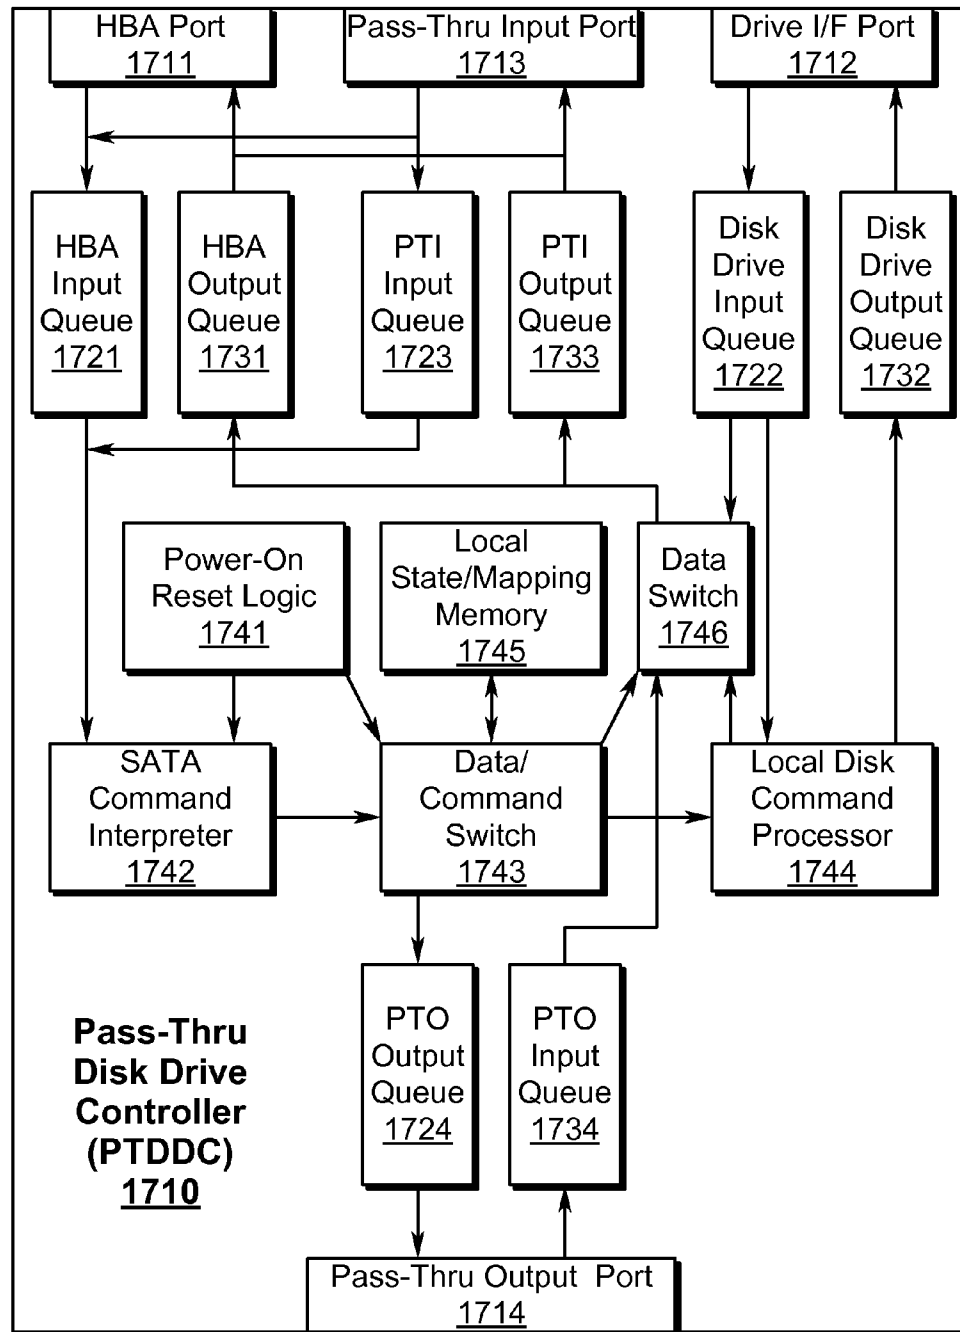 HBA Port
1711
Pass-Thru Input Port
1713
Drive I/F Port
1712
HBA
Input
Queue
1721
HBA
Output
Queue
1731
PTI
Input
Queue
1723
PTI
Output
Queue
1733
Disk
Drive
Input
Queue
1722
Disk
Drive
Output
Queue
1732
Power-On
Reset Logic
1741
Local
State/Mapping
Memory
1745
Data
Switch
1746
SATA
Command
Interpreter
1742
Data/
Command
Switch
1743
Local Disk
Command
Processor
1744
Pass-Thru
Disk Drive
Controller
(PTDDC)
1710
PTO
Output
Queue
1724
PTO
Input
Queue
1734
Pass-Thru Output Port
1714